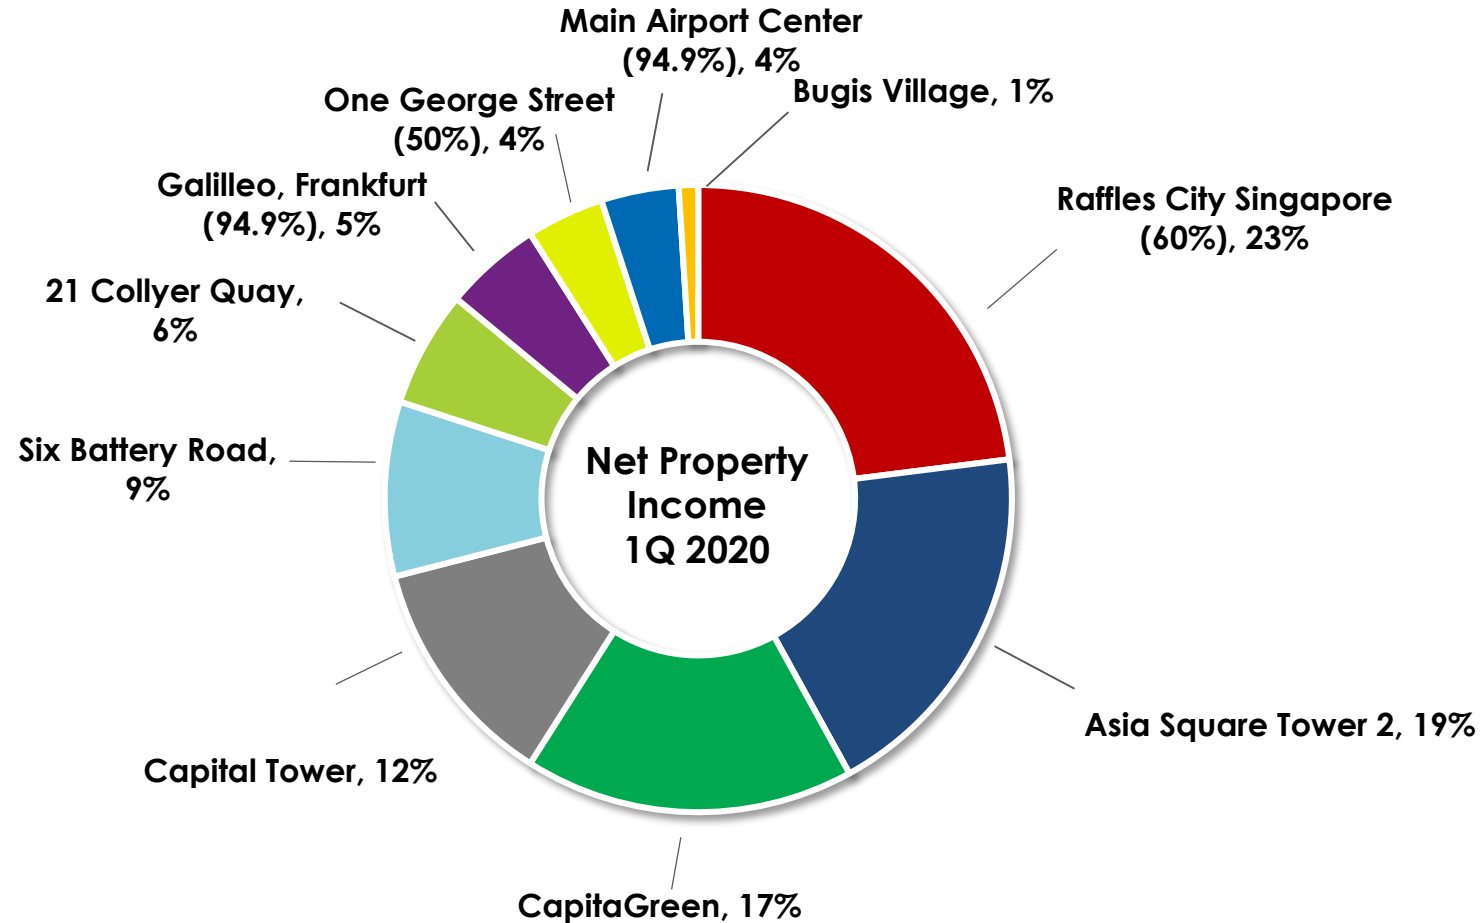 Main Airport Center
(94.9%), 4%
Bugis Village, 1%
One George Street
(50%), 4%
Galilleo, Frankfurt
(94.9%), 5%
Raffles City Singapore
(60%), 23%
21 Collyer Quay,
6%
Six Battery Road,
9%
Net Property
Income
1Q 2020
Asia Square Tower 2, 19%
Capital Tower, 12%
CapitaGreen, 17%